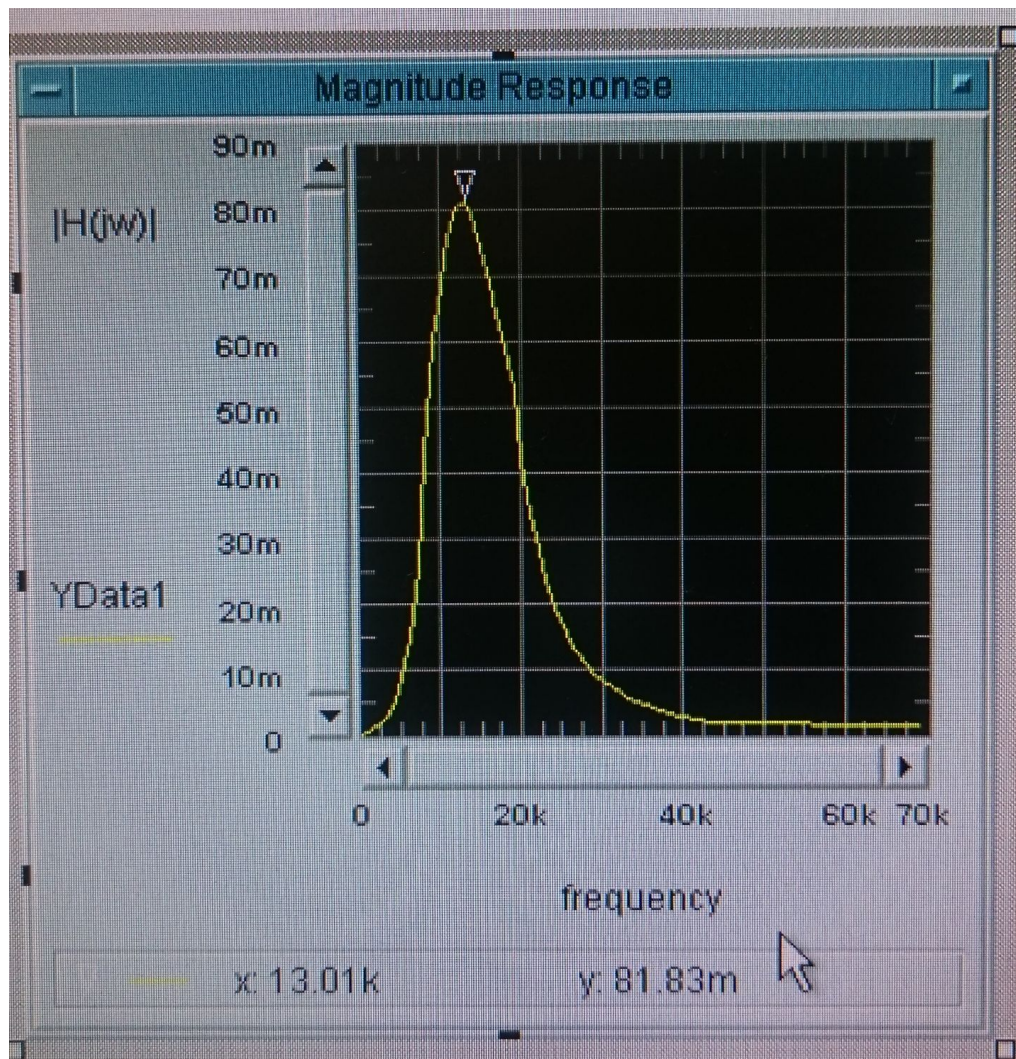 Magnitude Response
90m
|H(jw)|
80m
70m
60m
50m
40m
30m
YData1
20m
10m
0
0 20k 40k 60k 70k
frequency
x: 13.01k y: 81.83m